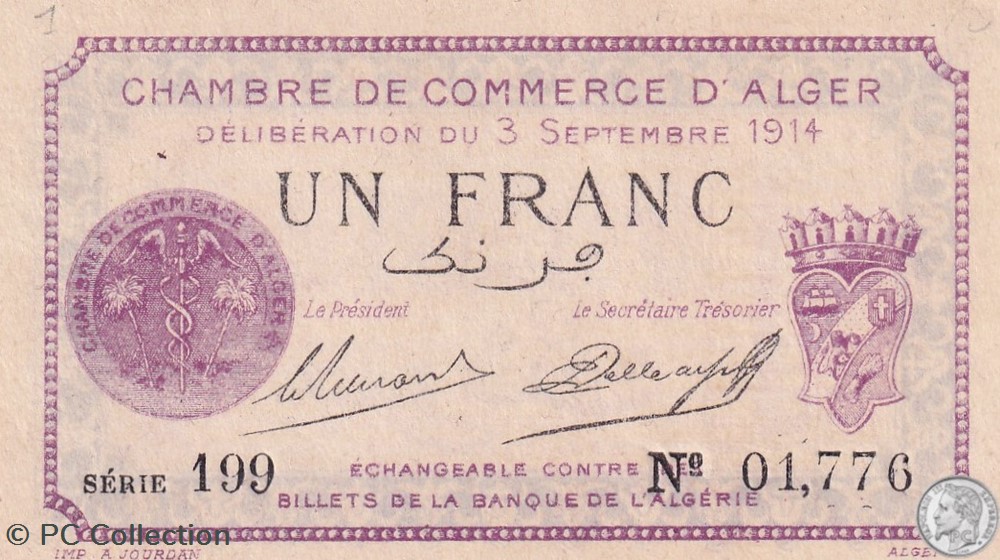 1
CHAMBRE DE COMMERCE D'ALGER
DÉLIBÉRATION DU 3 SEPTEMBRE 1914
UN FRANC
فرنك
CHAMBRE DE COMMERCE D'ALGER
Le Président
Le Secrétaire Trésorier
SÉRIE 199
ÉCHANGEABLE CONTRE
BILLETS DE LA BANQUE DE L'ALGÉRIE
Nº 01,776
© PC Collection
IMP. A. JOURDAN
ALGER
PC